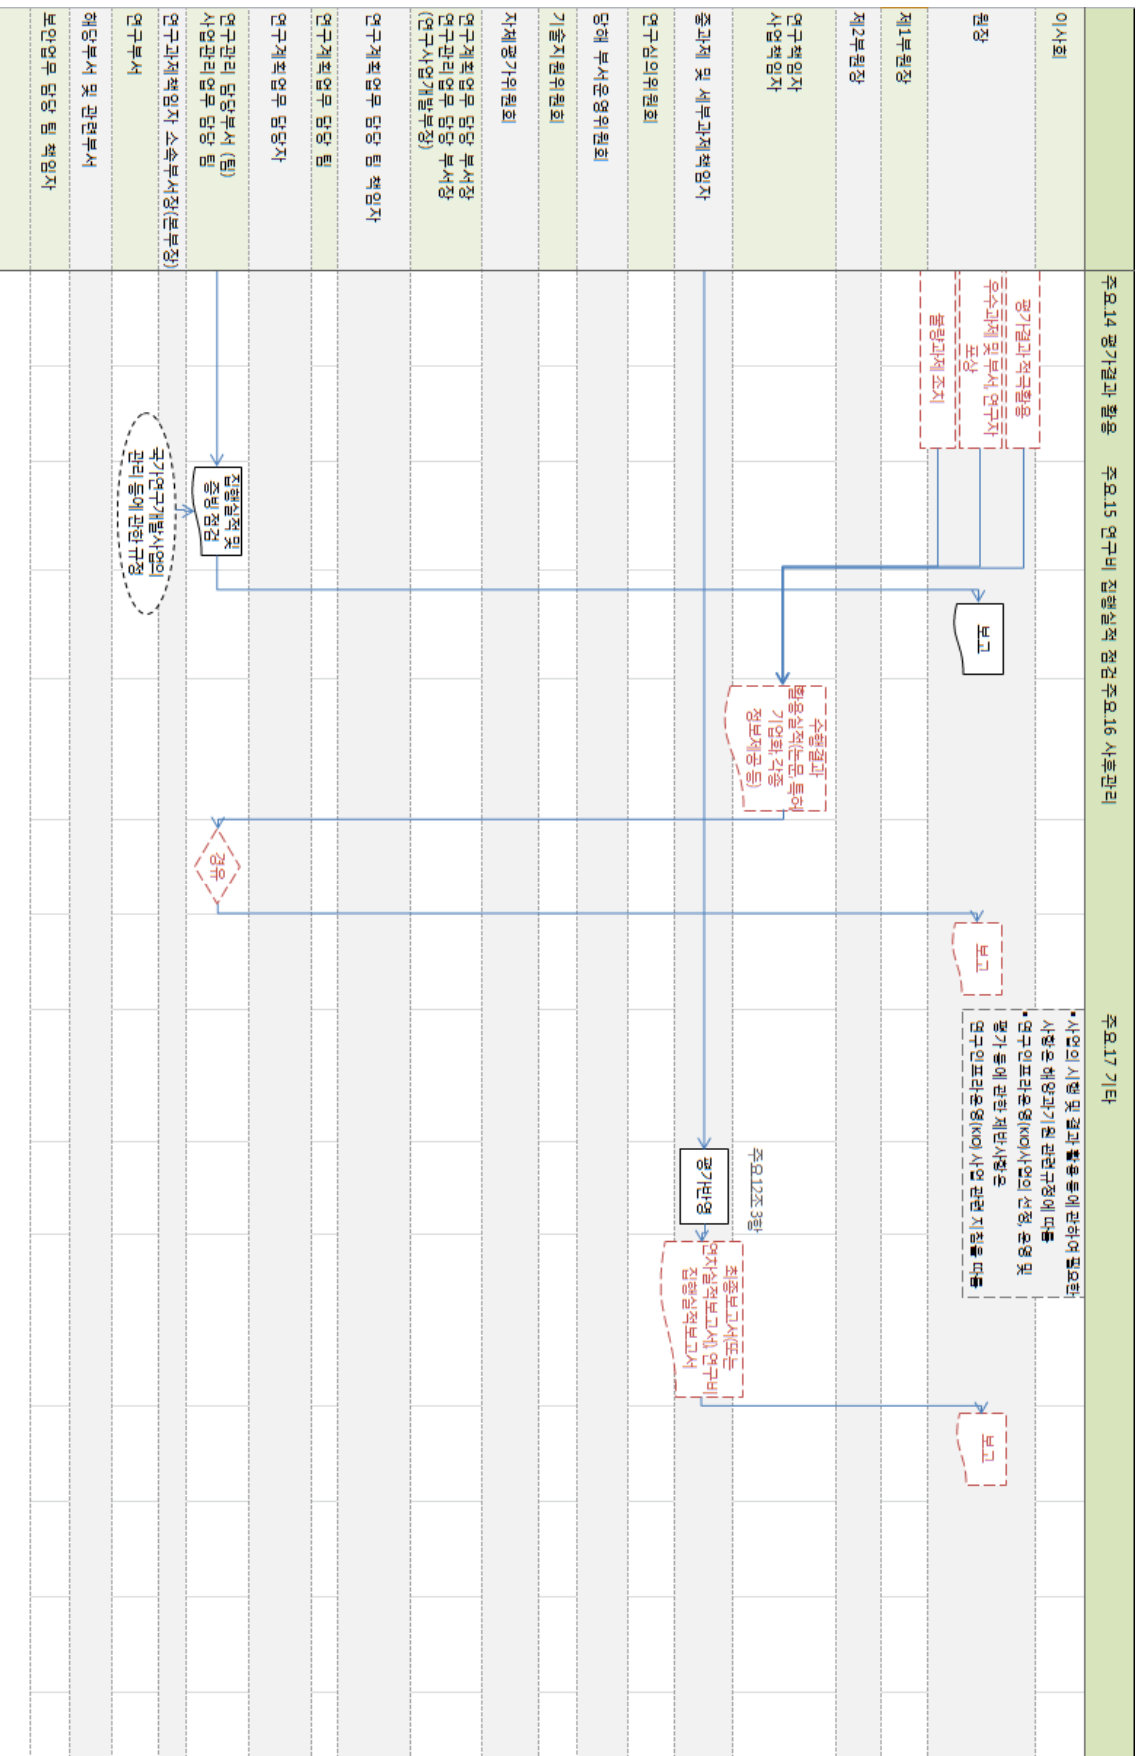 주요.14 평가결과 활용
주요.15 연구비 집행실적 점검
주요.16 사후관리
주요.17 기타
이사회
원장
제1부원장
제2부원장
연구책임자
사업책임자
총과제 및 세부과제책임자
연구심의위원회
당해 부서운영위원회
기술지원위원회
자체평가위원회
연구계획업무 담당 부서장
연구관리업무 담당 부서장
(연구사업개발부장)
연구계획업무 담당 팀 책임자
연구계획업무 담당 팀
연구계획업무 담당자
연구관리 담당부서 (팀)
사업관리업무 담당 팀
연구과제책임자 소속부서장(본부장)
연구부서
해당부서 및 관련부서
보안업무 담당 팀 책임자
평가결과 적극활용
우수과제 및 부서, 연구자
포상
불량과제 조치
집행실적 및
증빙 점검
국가연구개발사업의
관리 등에 관한 규정
보고
수행결과
활용실적(논문, 특허
기업화, 각종
정보제공 등)
경유
보고
▪ 사업의 시행 및 결과 활용 등에 관하여 필요한
사항은 해양과기원 관련규정에 따름
▪ 연구인프라운영(KIO)사업의 선정, 운영 및
평가 등에 관한 제반사항은
연구인프라운영(KIO) 사업 관련 지침을 따름
주요12조 3항
평가반영
최종보고서(또는
연차실적보고서), 연구비
집행실적보고서
보고